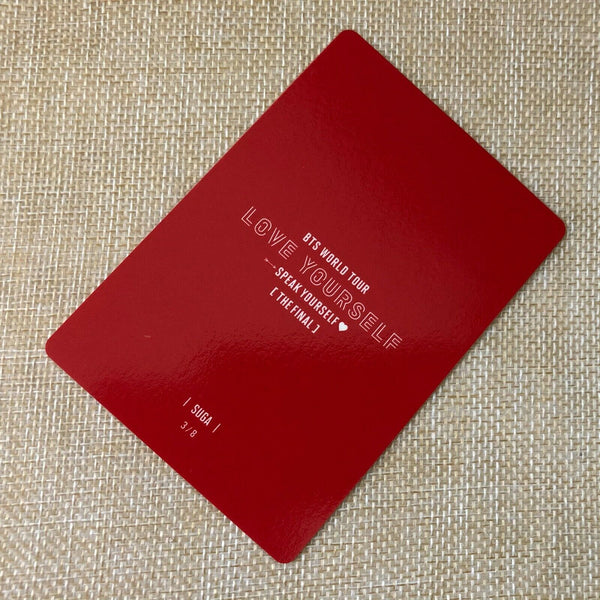 BTS WORLD TOUR
LOVE YOURSELF
SPEAK YOURSELF
[ THE FINAL ]
| SUGA |
3/8